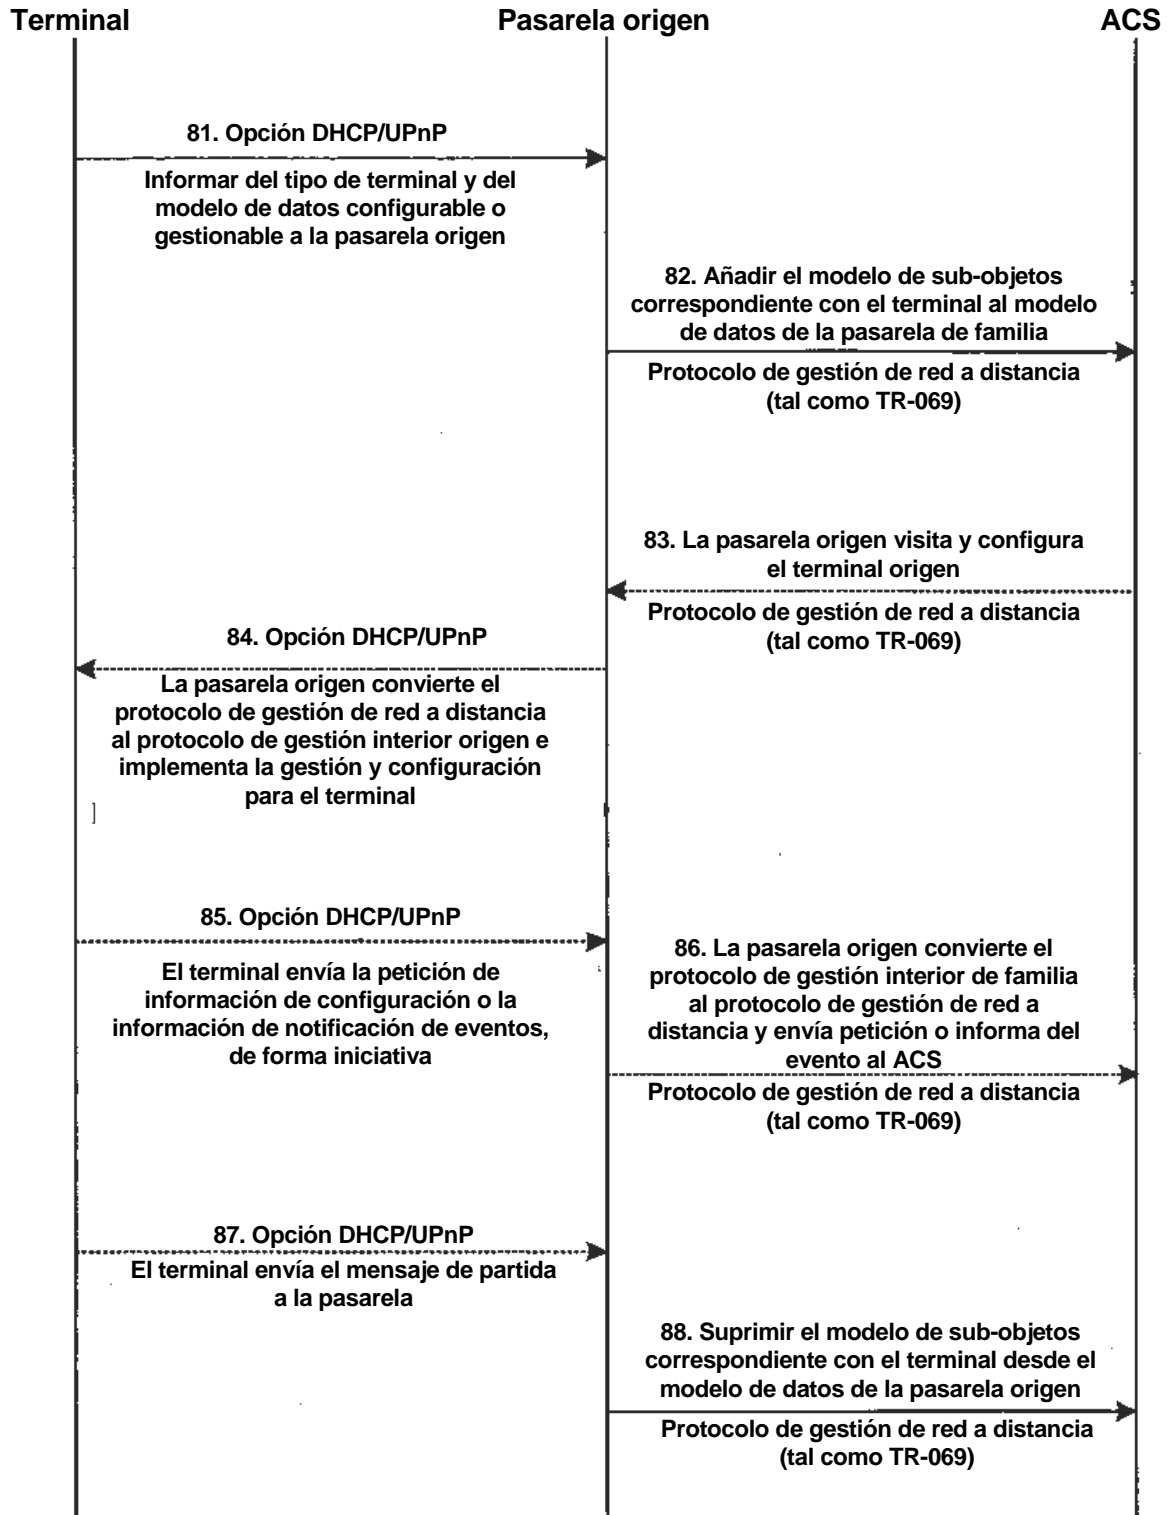 Terminal
Pasarela origen
ACS
81. Opción DHCP/UPnP
Informar del tipo de terminal y del
modelo de datos configurable o
gestionable a la pasarela origen
82. Añadir el modelo de sub-objetos
correspondiente con el terminal al modelo
de datos de la pasarela de familia
Protocolo de gestión de red a distancia
(tal como TR-069)
83. La pasarela origen visita y configura
el terminal origen
Protocolo de gestión de red a distancia
(tal como TR-069)
84. Opción DHCP/UPnP
La pasarela origen convierte el
protocolo de gestión de red a distancia
al protocolo de gestión interior origen e
implementa la gestión y configuración
para el terminal
85. Opción DHCP/UPnP
El terminal envía la petición de
información de configuración o la
información de notificación de eventos,
de forma iniciativa
86. La pasarela origen convierte el
protocolo de gestión interior de familia
al protocolo de gestión de red a
distancia y envía petición o informa del
evento al ACS
Protocolo de gestión de red a distancia
(tal como TR-069)
87. Opción DHCP/UPnP
El terminal envía el mensaje de partida
a la pasarela
88. Suprimir el modelo de sub-objetos
correspondiente con el terminal desde el
modelo de datos de la pasarela origen
Protocolo de gestión de red a distancia
(tal como TR-069)